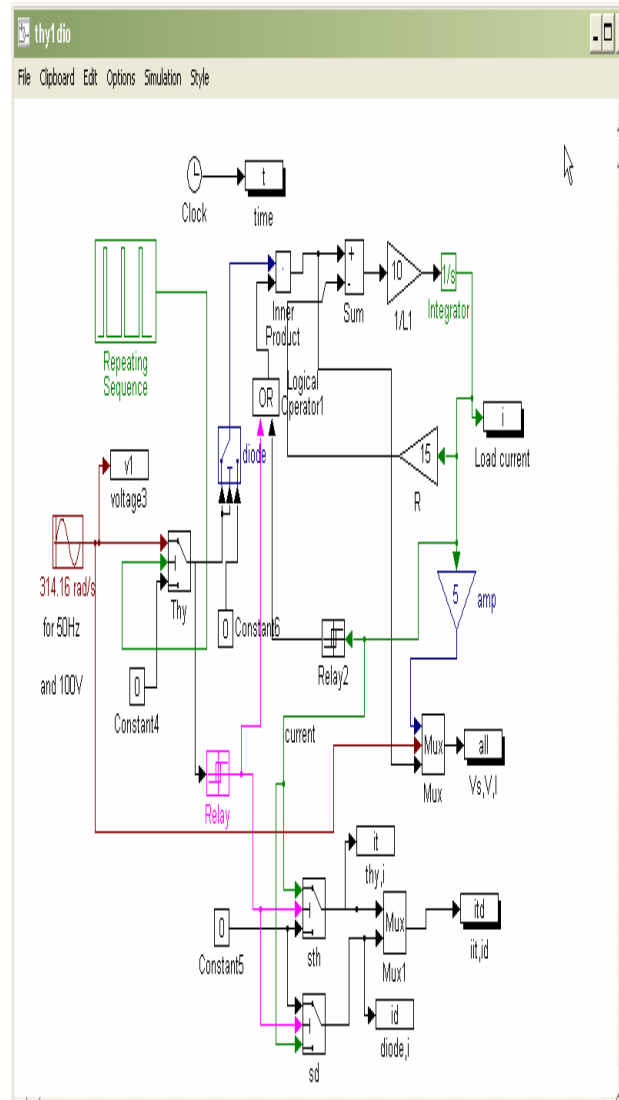 thy1dio
File Clipboard Edit Options Simulation Style
t
Clock
time
Repeating
Sequence
Inner
Product
+
-
Sum
10
1/L1
1/s
Integrator
OR
Logical
Operator1
i
Load current
15
R
v1
voltage3
diode
314.16 rad/s
for 50Hz
and 100V
Thy
0
Constant6
0
Constant4
Relay2
5
amp
current
Relay
Mux
Mux
all
Vs,V,I
it
thy,i
0
Constant5
sth
Mux
Mux1
itd
iit,id
id
diode,i
sd